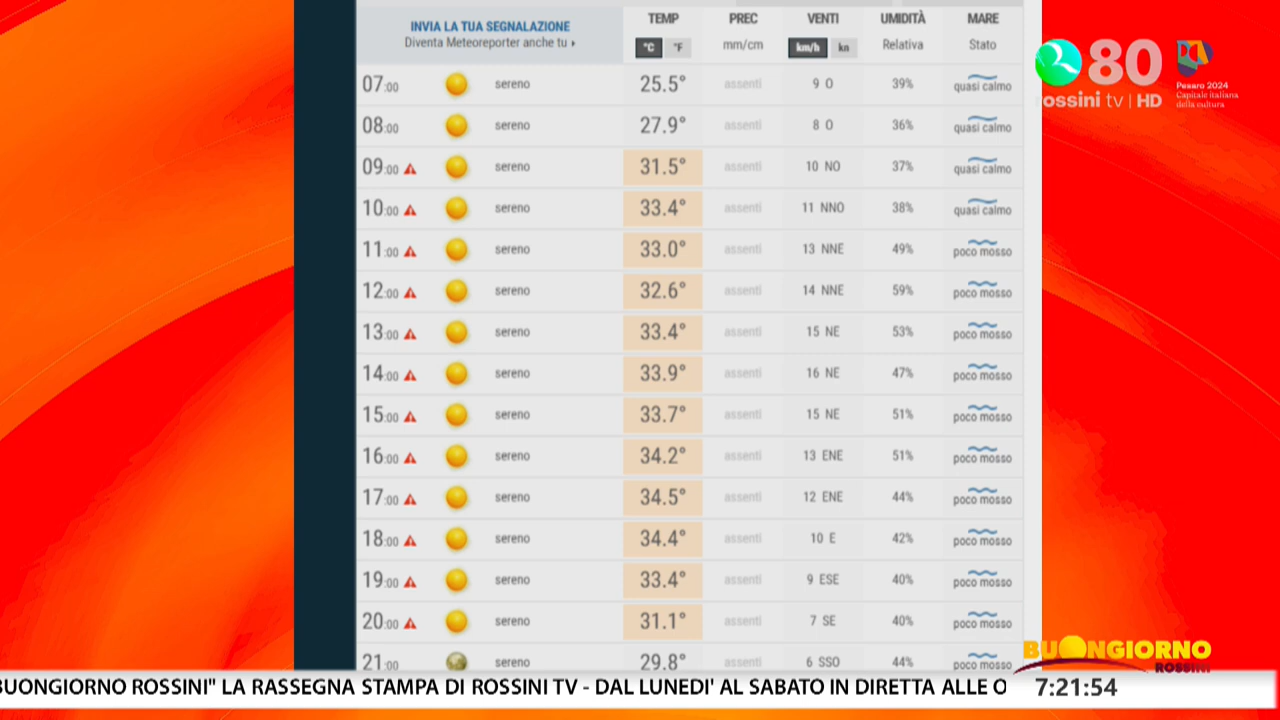 INVIA LA TUA SEGNALAZIONE TEMP PREC VENTI UMIDITÀ MARE
Diventa Meteoreporter anche tu °C °F mm/cm km/h kn Relativa Stato
07:00 sereno 25.5° assenti 9 O 39% quasi calmo
08:00 sereno 27.9° assenti 8 O 36% quasi calmo
09:00 sereno 31.5° assenti 10 NO 37% quasi calmo
10:00 sereno 33.4° assenti 11 NNO 38% quasi calmo
11:00 sereno 33.0° assenti 13 NNE 49% poco mosso
12:00 sereno 32.6° assenti 14 NNE 59% poco mosso
13:00 sereno 33.4° assenti 15 NE 53% poco mosso
14:00 sereno 33.9° assenti 16 NE 47% poco mosso
15:00 sereno 33.7° assenti 15 NE 51% poco mosso
16:00 sereno 34.2° assenti 13 ENE 51% poco mosso
17:00 sereno 34.5° assenti 12 ENE 44% poco mosso
18:00 sereno 34.4° assenti 10 E 42% poco mosso
19:00 sereno 33.4° assenti 9 ESE 40% poco mosso
20:00 sereno 31.1° assenti 7 SE 40% poco mosso
21:00 sereno 29.8° assenti 6 SSO 44% poco mosso
80
rossini tv | HD
Pesaro 2024
Capitale italiana
della cultura
BUONGIORNO
ROSSINI
BUONGIORNO ROSSINI" LA RASSEGNA STAMPA DI ROSSINI TV - DAL LUNEDI' AL SABATO IN DIRETTA ALLE O
7:21:54